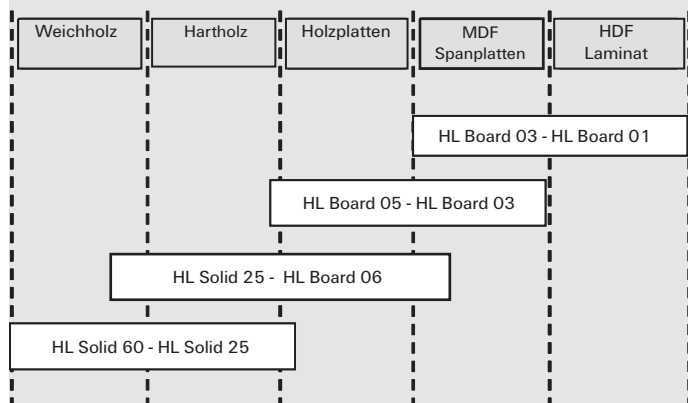 Weichholz
Hartholz
Holzplatten
MDF
Spanplatten
HDF
Laminat
HL Board 03 - HL Board 01
HL Board 05 - HL Board 03
HL Solid 25 - HL Board 06
HL Solid 60 - HL Solid 25